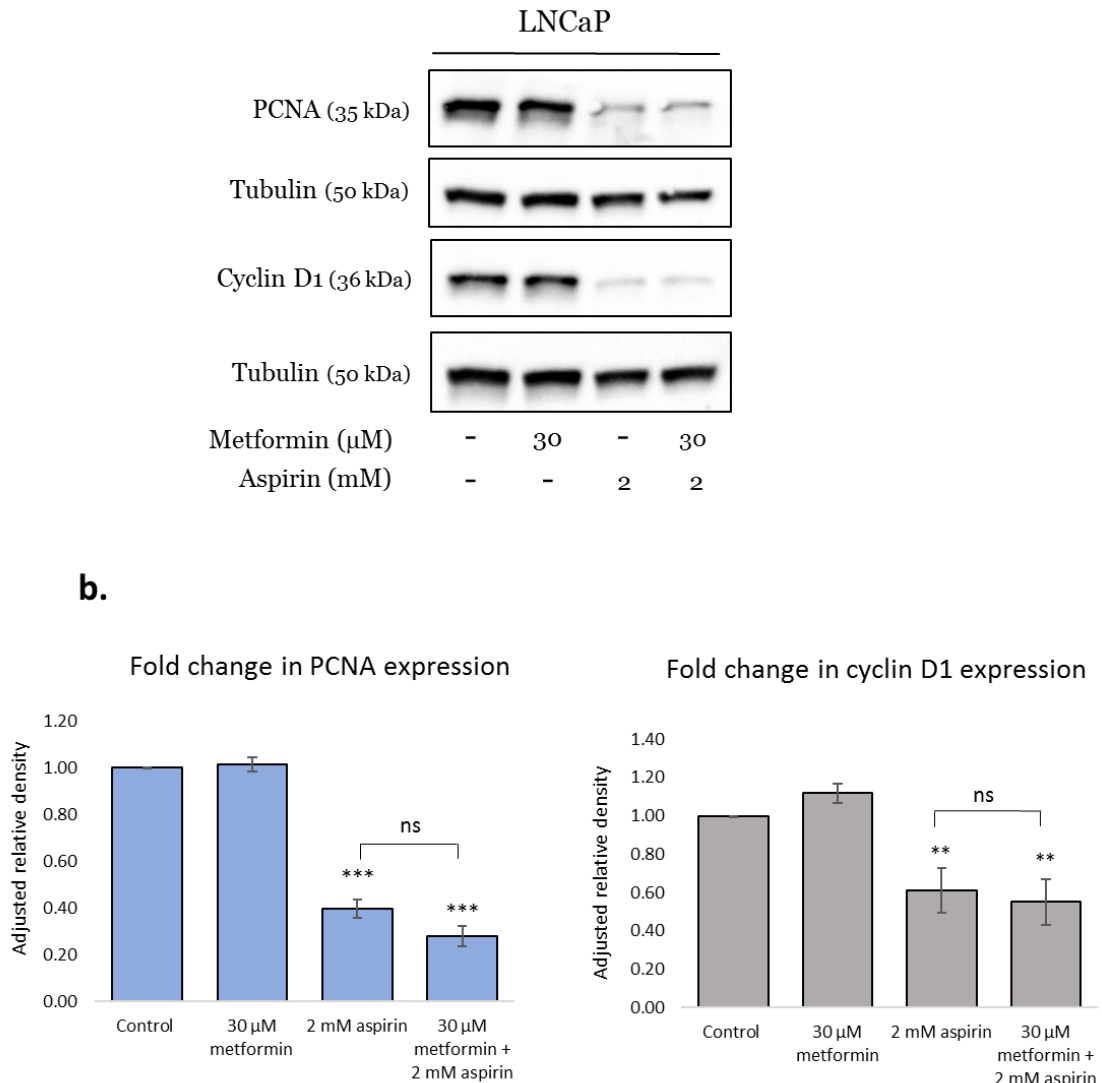 LNCaP
PCNA (35 kDa)
Tubulin (50 kDa)
Cyclin D1 (36 kDa)
Tubulin (50 kDa)
Metformin (µM) - 30 - 30
Aspirin (mM) - - 2 2
b.
Fold change in PCNA expression
Adjusted relative density
1.20
1.00
0.80
0.60
0.40
0.20
0.00
ns
***
***
Control
30 µM
metformin
2 mM aspirin
30 µM
metformin +
2 mM aspirin
Fold change in cyclin D1 expression
Adjusted relative density
1.40
1.20
1.00
0.80
0.60
0.40
0.20
0.00
ns
**
**
Control
30 µM
metformin
2 mM aspirin
30 µM
metformin +
2 mM aspirin